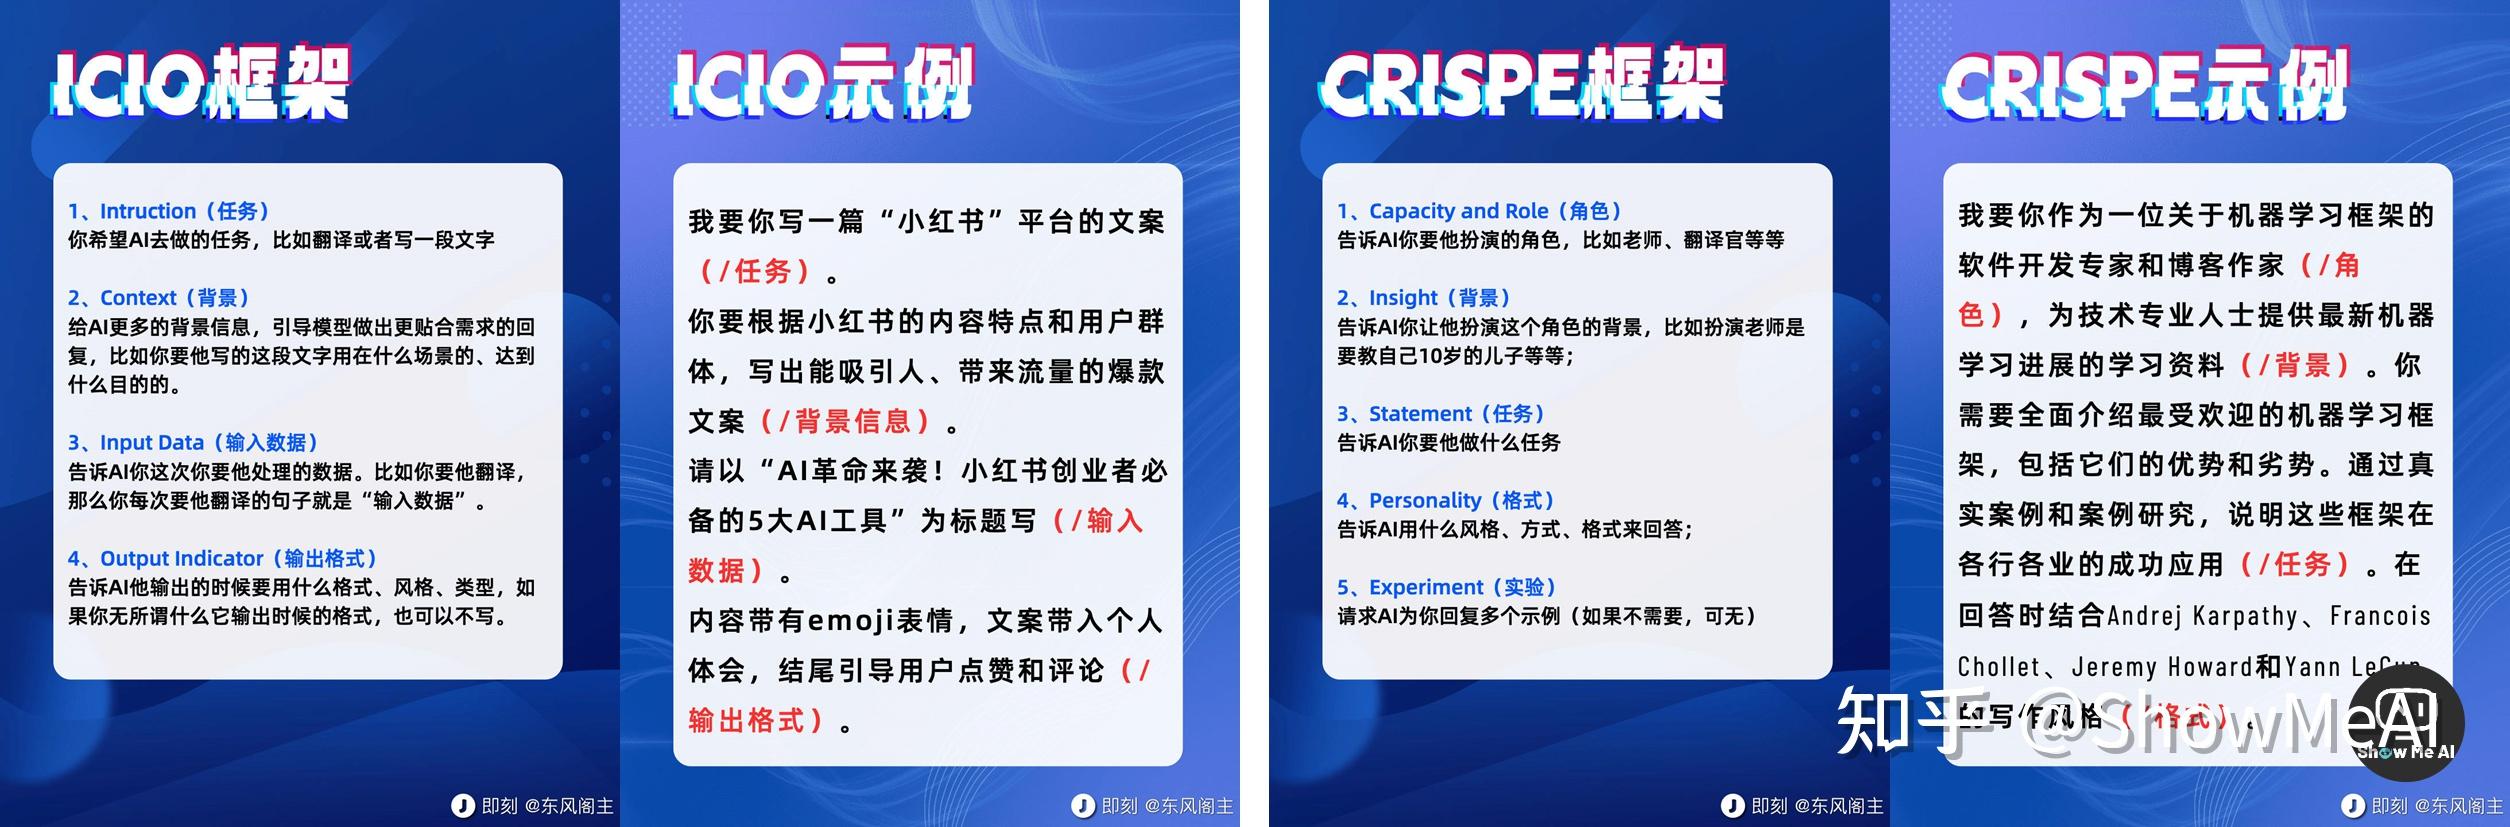 ICIO框架
1、Intruction（任务）
你希望AI去做的任务，比如翻译或者写一段文字
2、Context（背景）
给AI更多的背景信息，引导模型做出更贴合需求的回
复，比如你要他写的这段文字用在什么场景的、达到
什么目的的。
3、Input Data（输入数据）
告诉AI你这次你要他处理的数据。比如你要他翻译，
那么你每次要他翻译的句子就是“输入数据”。
4、Output Indicator（输出格式）
告诉AI他输出的时候要用什么格式、风格、类型，如
果你无所谓什么它输出时候的格式，也可以不写。
即刻 @东风阁主
ICIO示例
我要你写一篇“小红书”平台的文案
（/任务）。
你要根据小红书的内容特点和用户群
体，写出能吸引人、带来流量的爆款
文案（/背景信息）。
请以“AI革命来袭！小红书创业者必
备的5大AI工具”为标题写（/输入
数据）。
内容带有emoji表情，文案带入个人
体会，结尾引导用户点赞和评论（/
输出格式）。
即刻 @东风阁主
CRISPE框架
1、Capacity and Role（角色）
告诉AI你要他扮演的角色，比如老师、翻译官等等
2、Insight（背景）
告诉AI你让他扮演这个角色的背景，比如扮演老师是
要教自己10岁的儿子等等；
3、Statement（任务）
告诉AI你要他做什么任务
4、Personality（格式）
告诉AI用什么风格、方式、格式来回答；
5、Experiment（实验）
请求AI为你回复多个示例（如果不需要，可无）
即刻 @东风阁主
CRISPE示例
我要你作为一位关于机器学习框架的
软件开发专家和博客作家（/角
色），为技术专业人士提供最新机器
学习进展的学习资料（/背景）。你
需要全面介绍最受欢迎的机器学习框
架，包括它们的优势和劣势。通过真
实案例和案例研究，说明这些框架在
各行各业的成功应用（/任务）。在
回答时结合Andrej Karpathy、Francois
Chollet、Jeremy Howard和Yann LeCun
的写作风格（/格式）。
知乎 @ShowMeAI
Show Me AI
即刻 @东风阁主